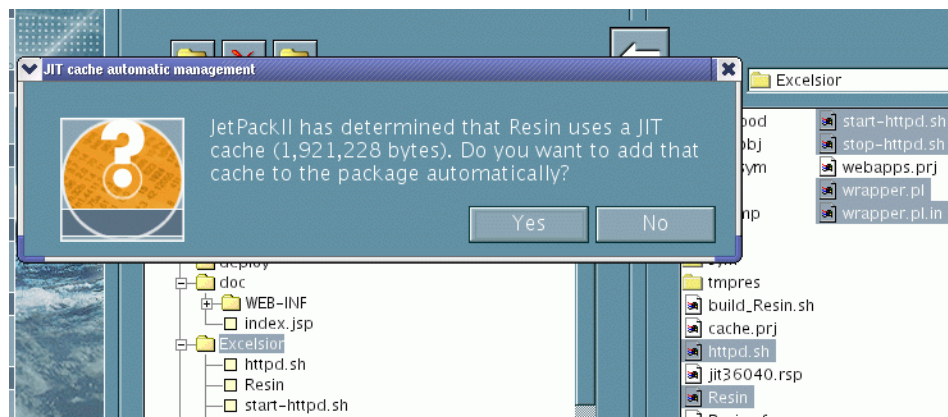 JIT cache automatic management
Excelsior
JetPackII has determined that Resin uses a JIT
cache (1,921,228 bytes). Do you want to add that
cache to the package automatically?
Yes
No
start-httpd.sh
stop-httpd.sh
webapps.prj
wrapper.pl
wrapper.pl.in
deploy
doc
WEB-INF
index.jsp
Excelsior
httpd.sh
Resin
start-httpd.sh
tmpres
build_Resin.sh
cache.prj
httpd.sh
jit36040.rsp
Resin